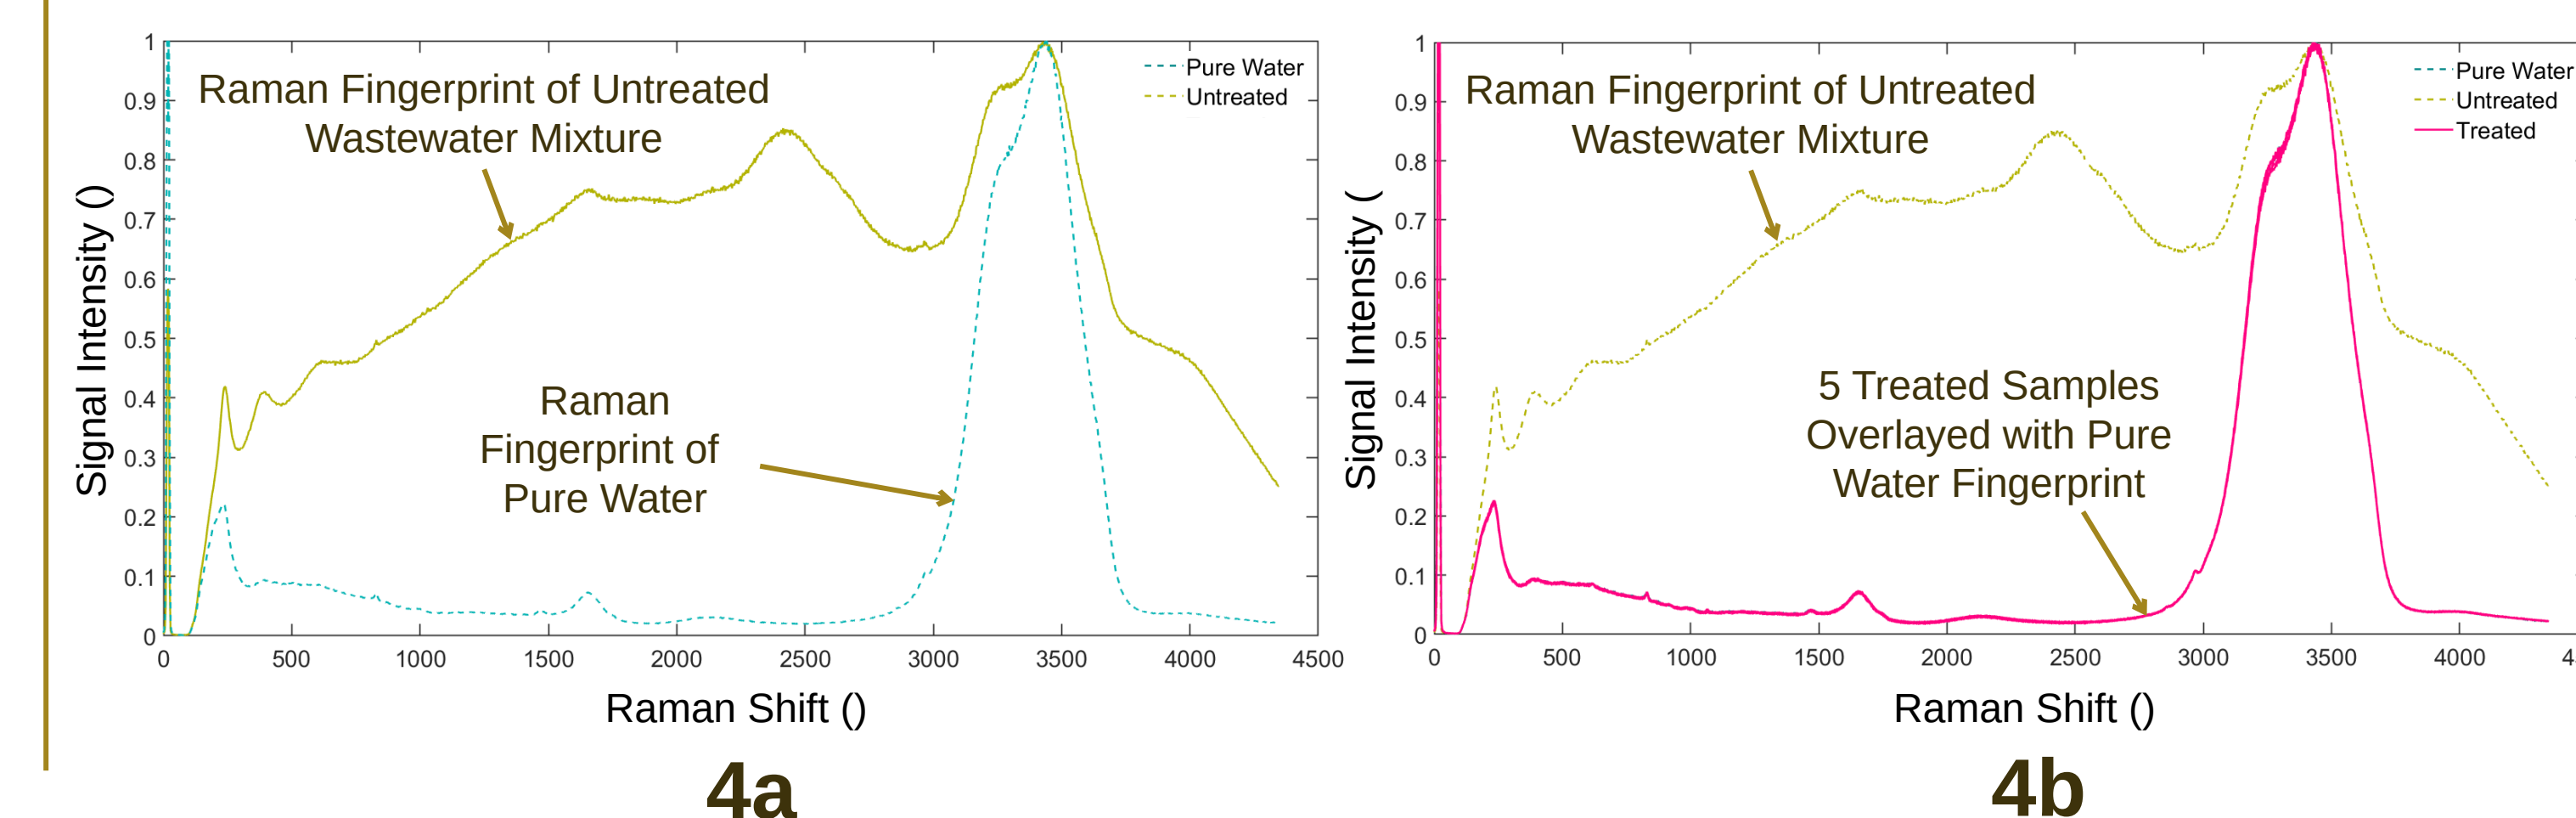 Raman Fingerprint of Untreated
Wastewater Mixture
Pure Water
Untreated
Raman
Fingerprint of
Pure Water
Signal Intensity ()
1
0.9
0.8
0.7
0.6
0.5
0.4
0.3
0.2
0.1
0
0 500 1000 1500 2000 2500 3000 3500 4000 4500
Raman Shift ()
4a
Raman Fingerprint of Untreated
Wastewater Mixture
Pure Water
Untreated
Treated
5 Treated Samples
Overlayed with Pure
Water Fingerprint
Signal Intensity (
1
0.9
0.8
0.7
0.6
0.5
0.4
0.3
0.2
0.1
0
0 500 1000 1500 2000 2500 3000 3500 4000 4
Raman Shift ()
4b